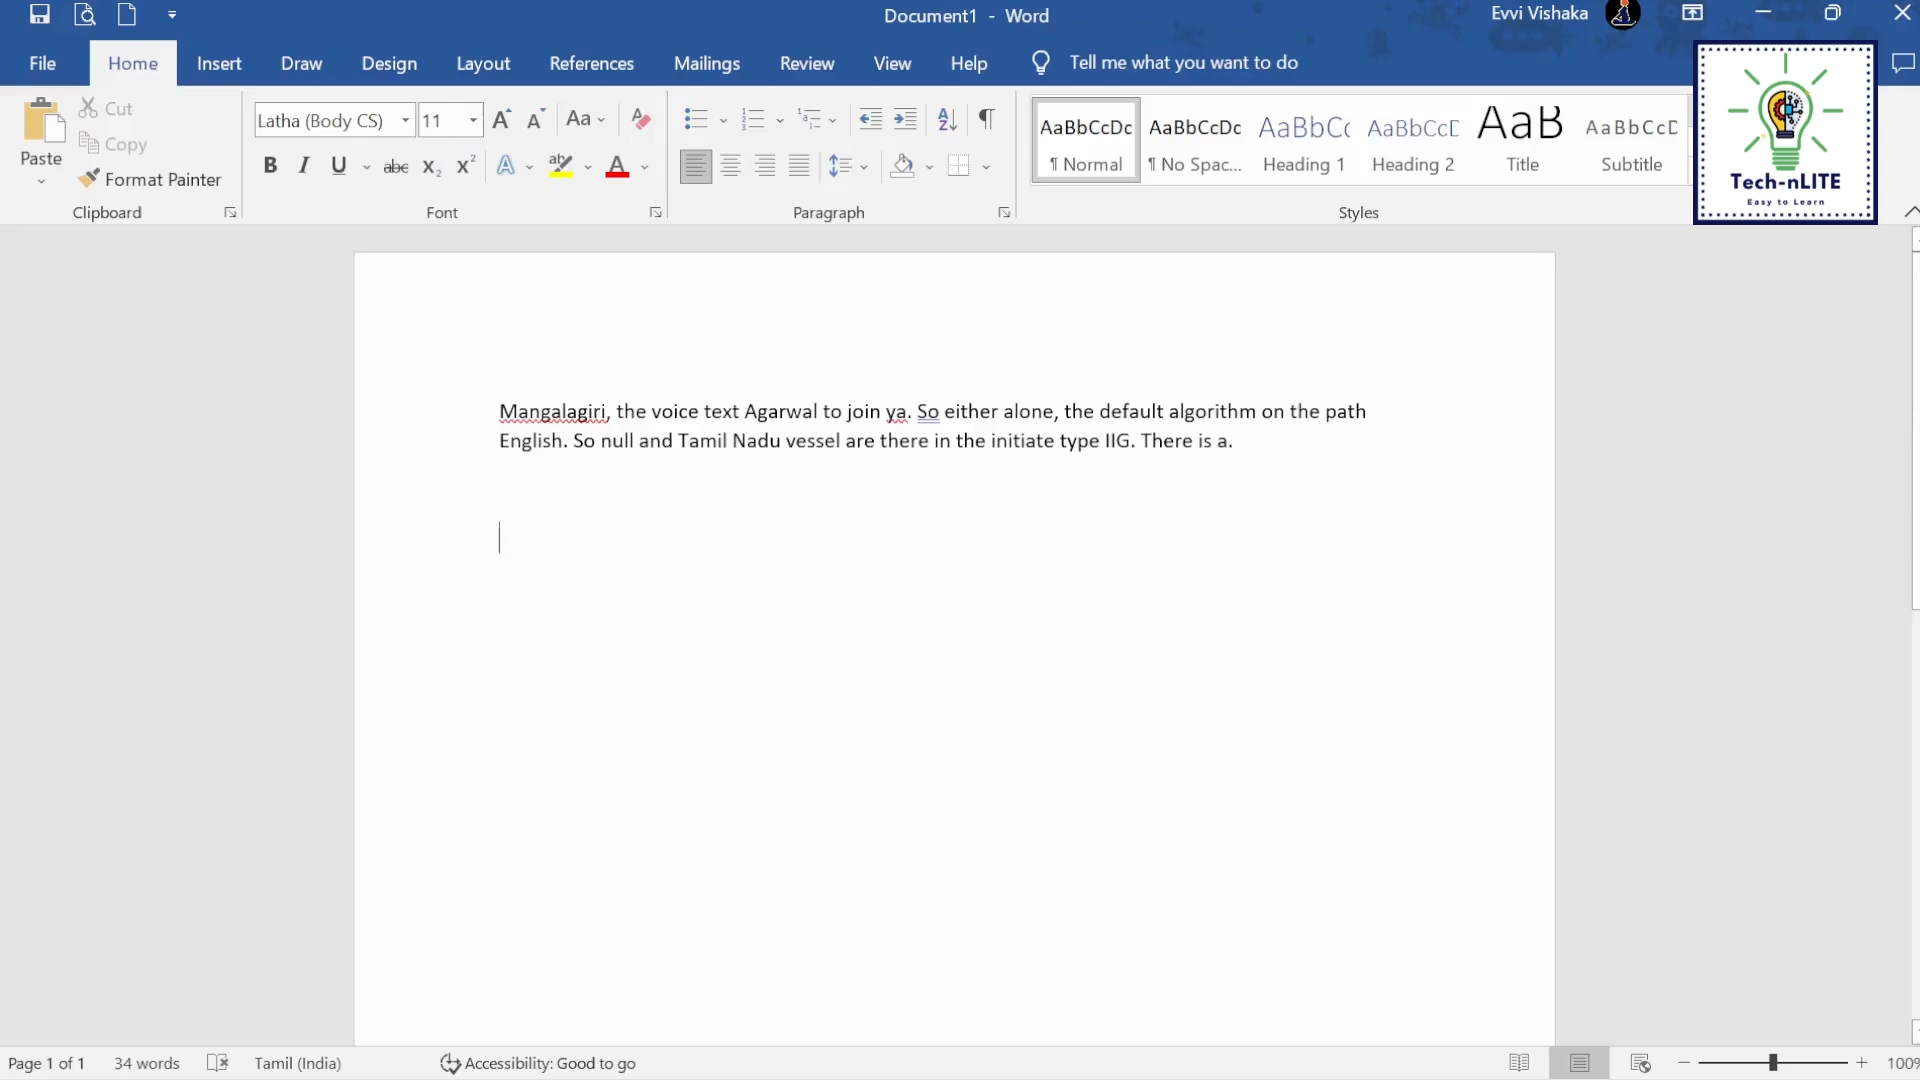 Document1 - Word
Evvi Vishaka
File Home Insert Draw Design Layout References Mailings Review View Help Tell me what you want to do
Paste
Cut
Copy
Format Painter
Clipboard
Latha (Body CS) 11
Font
Paragraph
AaBbCcDc AaBbCcDc AaBbCc AaBbCcD AaB AaBbCcD
¶ Normal ¶ No Spac... Heading 1 Heading 2 Title Subtitle
Styles
Tech-nLITE
Easy to Learn
Mangalagiri, the voice text Agarwal to join ya. So either alone, the default algorithm on the path
English. So null and Tamil Nadu vessel are there in the initiate type IIG. There is a.
Page 1 of 1 34 words Tamil (India) Accessibility: Good to go 100%